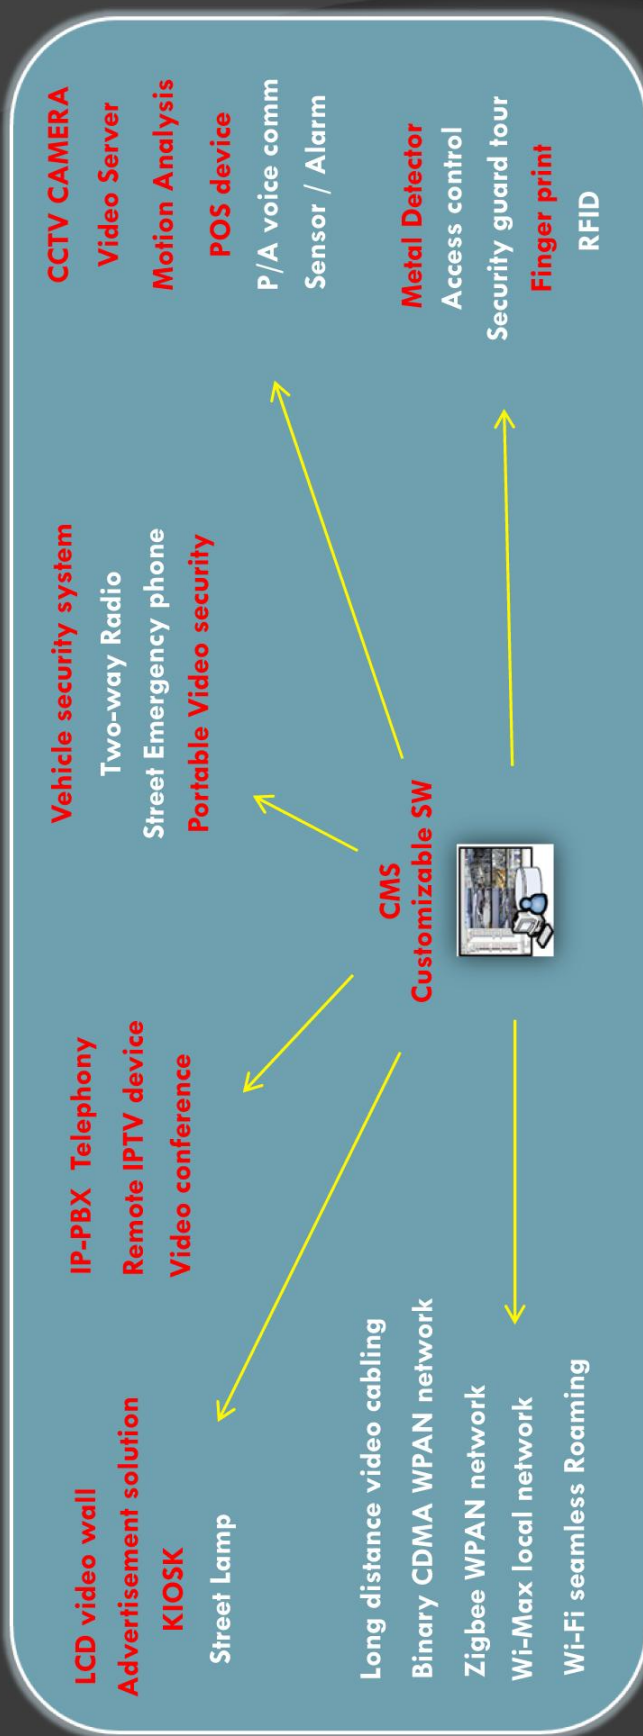 LCD video wall
Advertisement solution
KIOSK
Street Lamp
IP-PBX Telephony
Remote IPTV device
Video conference
Vehicle security system
Two-way Radio
Street Emergency phone
Portable Video security
CCTV CAMERA
Video Server
Motion Analysis
POS device
P/A voice comm
Sensor / Alarm
CMS
Customizable SW
Long distance video cabling
Binary CDMA WPAN network
Zigbee WPAN network
Wi-Max local network
Wi-Fi seamless Roaming
Metal Detector
Access control
Security guard tour
Finger print
RFID